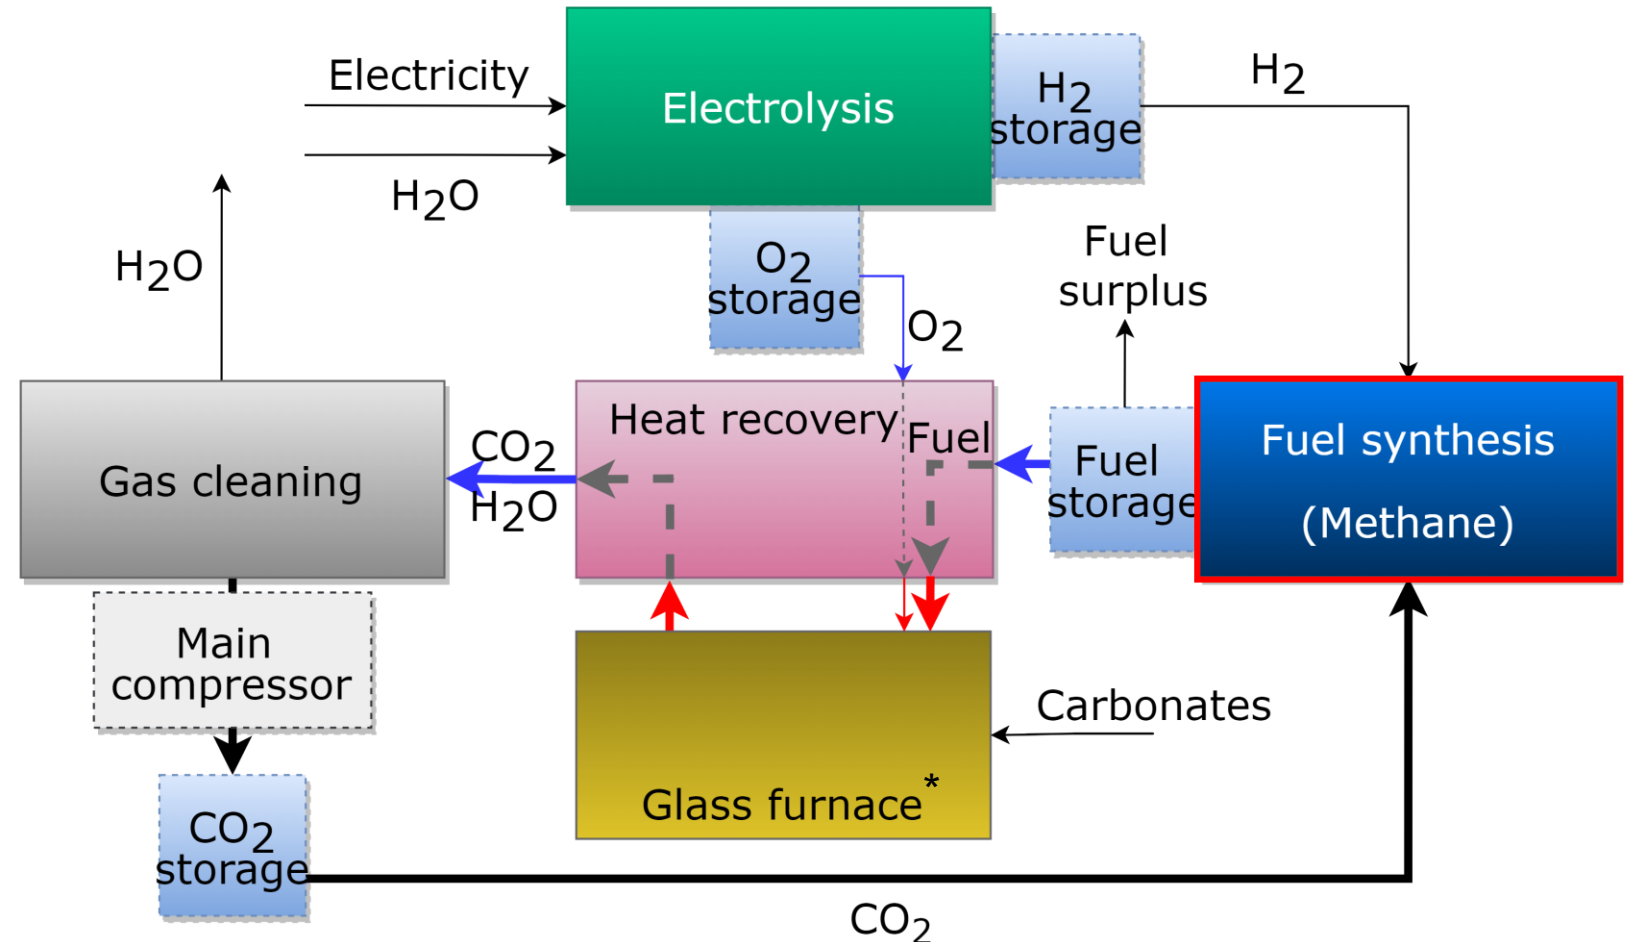 Electricity
Electrolysis
H2
storage
H2
H2O
H2O
O2
storage
O2
Fuel
surplus
Gas cleaning
CO2
H2O
Heat recovery
Fuel
Fuel
storage
Fuel synthesis
(Methane)
Main
compressor
Carbonates
Glass furnace*
CO2
storage
CO2